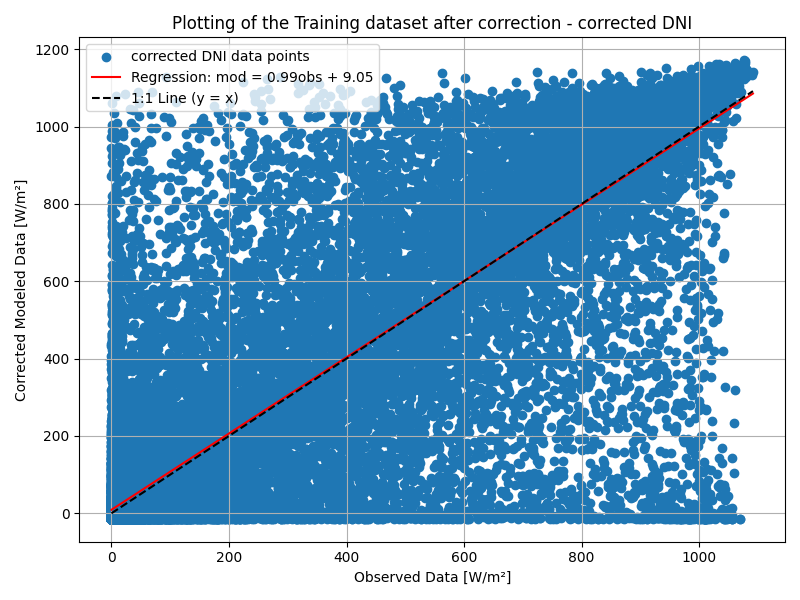 Plotting of the Training dataset after correction - corrected DNI
corrected DNI data points
Regression: mod = 0.99obs + 9.05
1:1 Line (y = x)
Corrected Modeled Data [W/m²]
1200
1000
800
600
400
200
0
0 200 400 600 800 1000
Observed Data [W/m²]